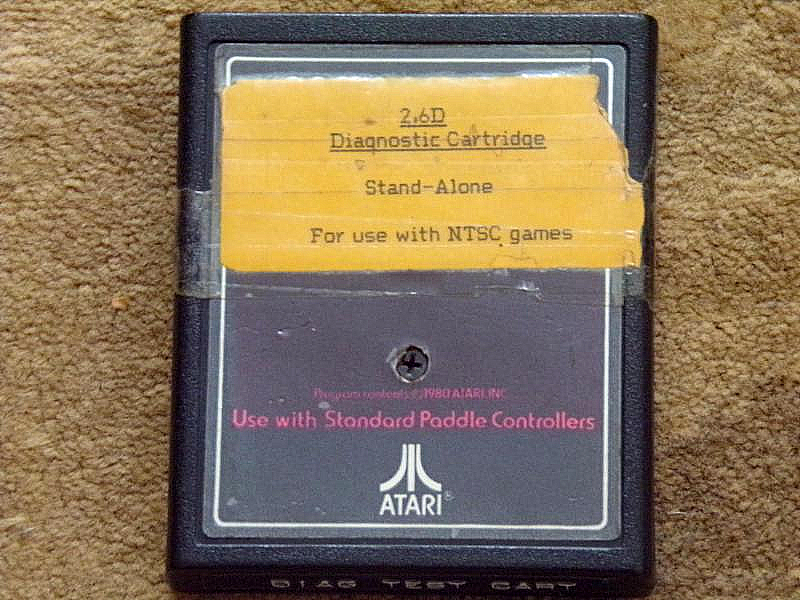 2.6D
Diagnostic Cartridge
Stand-Alone
For use with NTSC games
Program contents ©1980 ATARI, INC.
Use with Standard Paddle Controllers
ATARI®
DIAG TEST CART